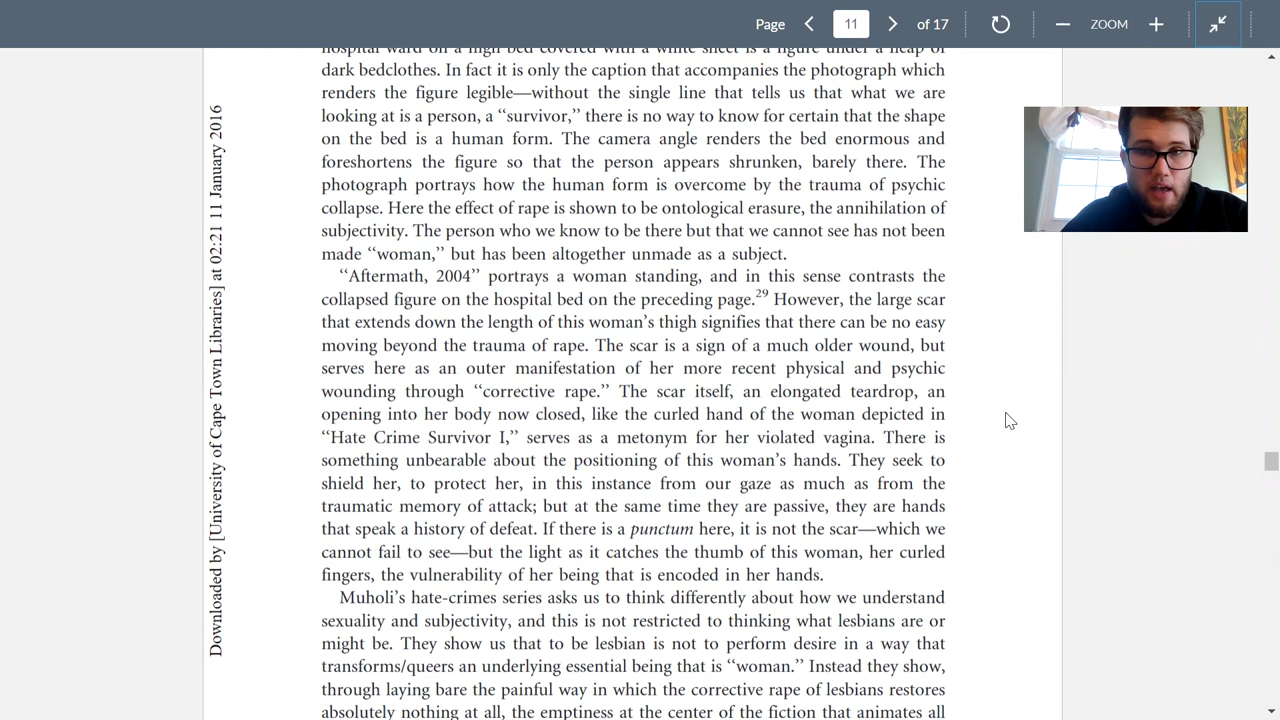 Page 11 of 17 ZOOM
hospital ward on a high bed covered with a white sheet is a figure under a heap of
dark bedclothes. In fact it is only the caption that accompanies the photograph which
renders the figure legible—without the single line that tells us that what we are
looking at is a person, a ‘‘survivor,’’ there is no way to know for certain that the shape
on the bed is a human form. The camera angle renders the bed enormous and
foreshortens the figure so that the person appears shrunken, barely there. The
photograph portrays how the human form is overcome by the trauma of psychic
collapse. Here the effect of rape is shown to be ontological erasure, the annihilation of
subjectivity. The person who we know to be there but that we cannot see has not been
made ‘‘woman,’’ but has been altogether unmade as a subject.
‘‘Aftermath, 2004’’ portrays a woman standing, and in this sense contrasts the
collapsed figure on the hospital bed on the preceding page.29 However, the large scar
that extends down the length of this woman’s thigh signifies that there can be no easy
moving beyond the trauma of rape. The scar is a sign of a much older wound, but
serves here as an outer manifestation of her more recent physical and psychic
wounding through ‘‘corrective rape.’’ The scar itself, an elongated teardrop, an
opening into her body now closed, like the curled hand of the woman depicted in
‘‘Hate Crime Survivor I,’’ serves as a metonym for her violated vagina. There is
something unbearable about the positioning of this woman’s hands. They seek to
shield her, to protect her, in this instance from our gaze as much as from the
traumatic memory of attack; but at the same time they are passive, they are hands
that speak a history of defeat. If there is a punctum here, it is not the scar—which we
cannot fail to see—but the light as it catches the thumb of this woman, her curled
fingers, the vulnerability of her being that is encoded in her hands.
Muholi’s hate-crimes series asks us to think differently about how we understand
sexuality and subjectivity, and this is not restricted to thinking what lesbians are or
might be. They show us that to be lesbian is not to perform desire in a way that
transforms/queers an underlying essential being that is ‘‘woman.’’ Instead they show,
through laying bare the painful way in which the corrective rape of lesbians restores
absolutely nothing at all, the emptiness at the center of the fiction that animates all
Downloaded by [University of Cape Town Libraries] at 02:21 11 January 2016